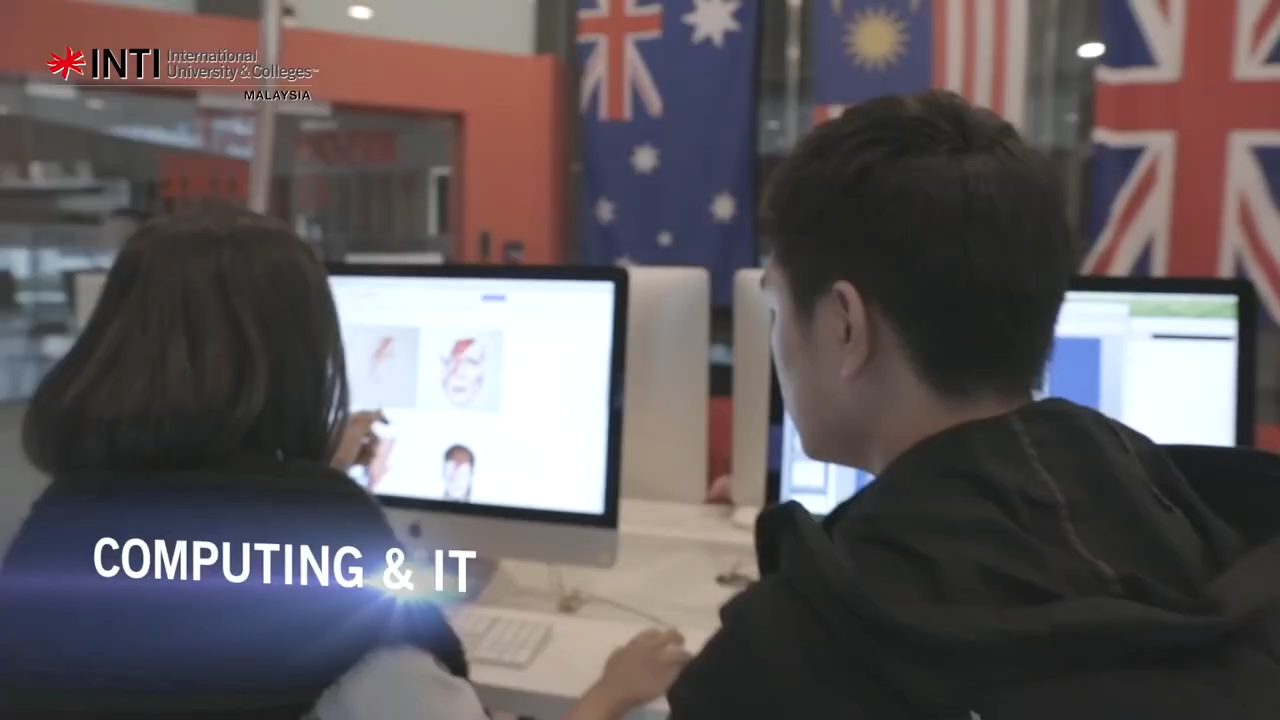 INTI International
University & Colleges™
MALAYSIA
COMPUTING & IT